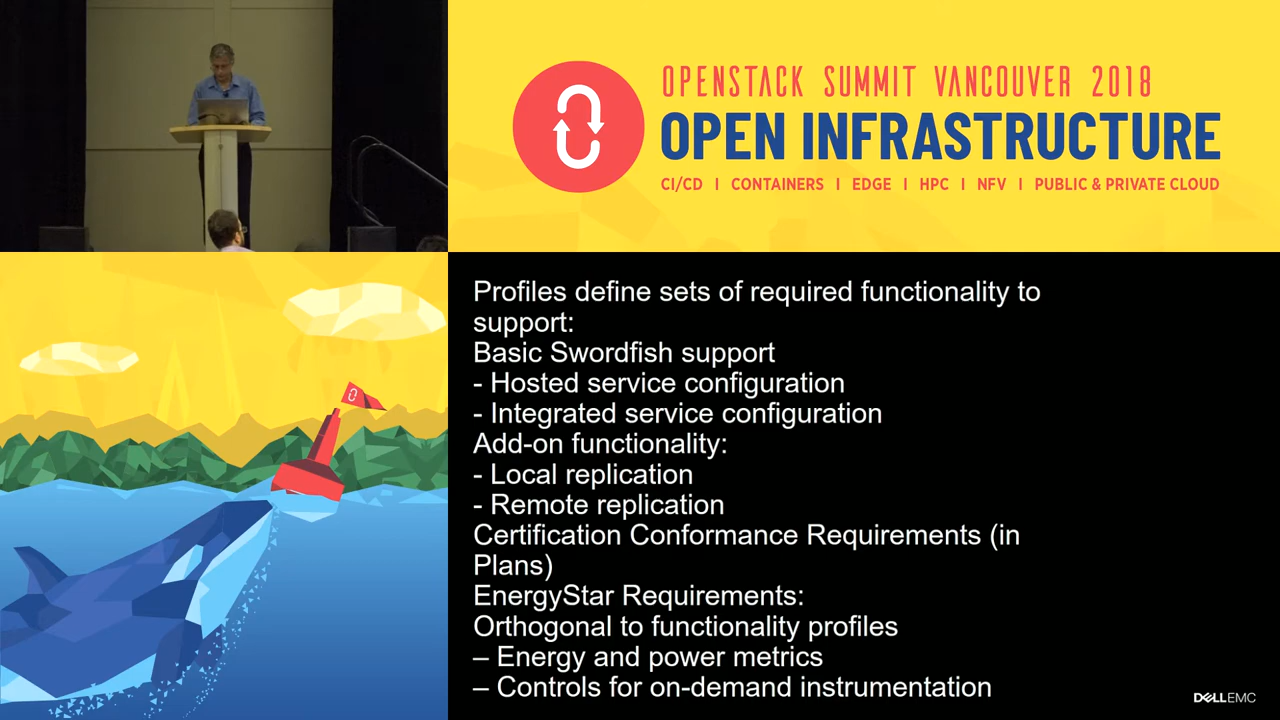 OPENSTACK SUMMIT VANCOUVER 2018
OPEN INFRASTRUCTURE
CI/CD | CONTAINERS | EDGE | HPC | NFV | PUBLIC & PRIVATE CLOUD
Profiles define sets of required functionality to
support:
Basic Swordfish support
- Hosted service configuration
- Integrated service configuration
Add-on functionality:
- Local replication
- Remote replication
Certification Conformance Requirements (in
Plans)
EnergyStar Requirements:
Orthogonal to functionality profiles
– Energy and power metrics
– Controls for on-demand instrumentation
DELLEMC